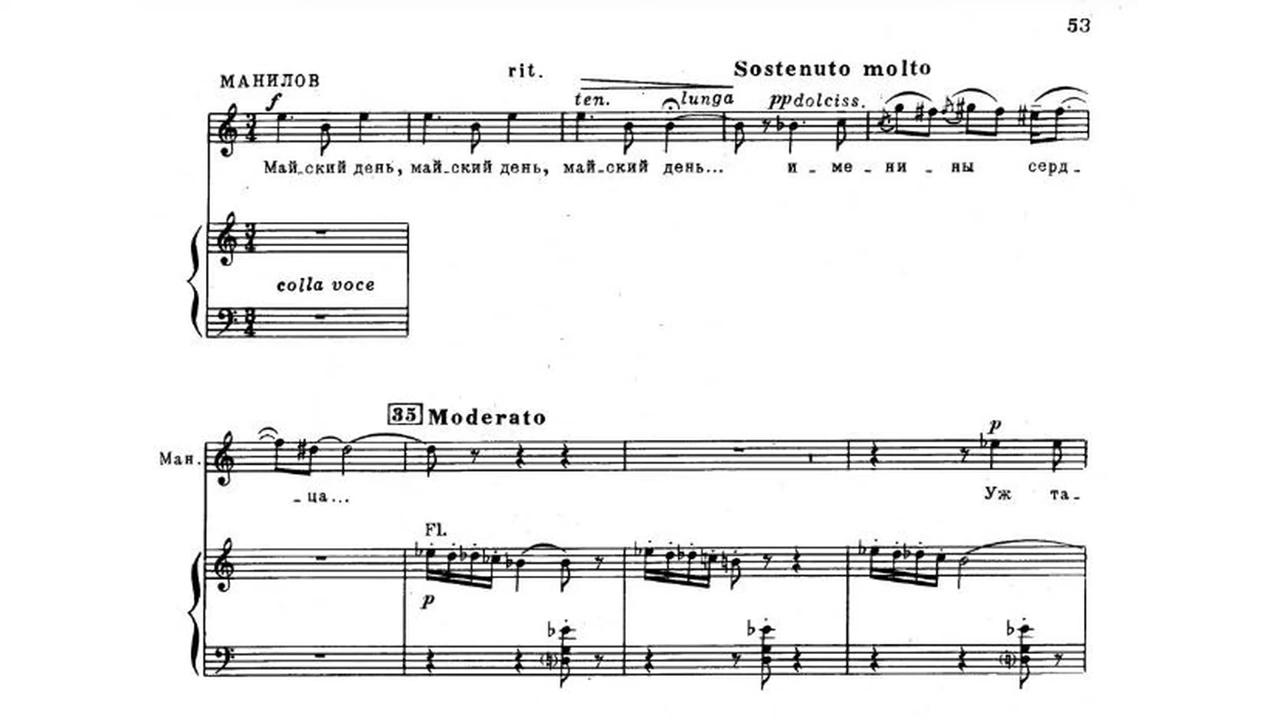 53
МАНИЛОВ rit. Sostenuto molto
f ten. lunga pp dolciss.
Май-ский день, май-ский день, май-ский день... и - ме - ни - ны серд-
colla voce
35 Moderato
p
Ман.
-ца... Уж та-
Fl.
p